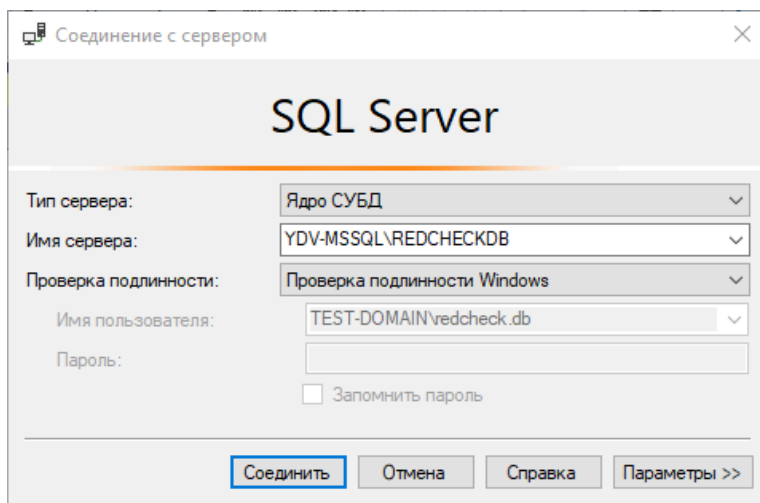 Соединение с сервером
SQL Server
Тип сервера: Ядро СУБД
Имя сервера: YDV-MSSQL\REDCHECKDB
Проверка подлинности: Проверка подлинности Windows
Имя пользователя: TEST-DOMAIN\redcheck.db
Пароль:
Запомнить пароль
Соединить Отмена Справка Параметры >>